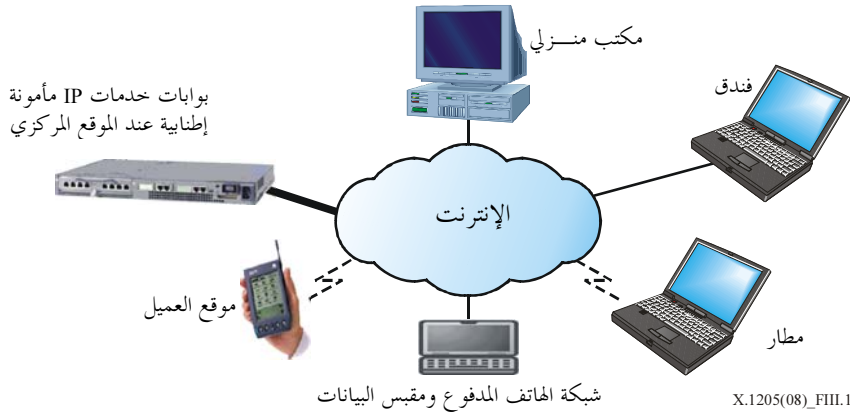 مكتب منـــزلي
فندق
بوابات خدمات IP مأمونة
إطنابية عند الموقع المركزي
الإنترنت
موقع العميل
مطار
شبكة الهاتف المدفوع ومقبس البيانات
X.1205(08)_FIII.1